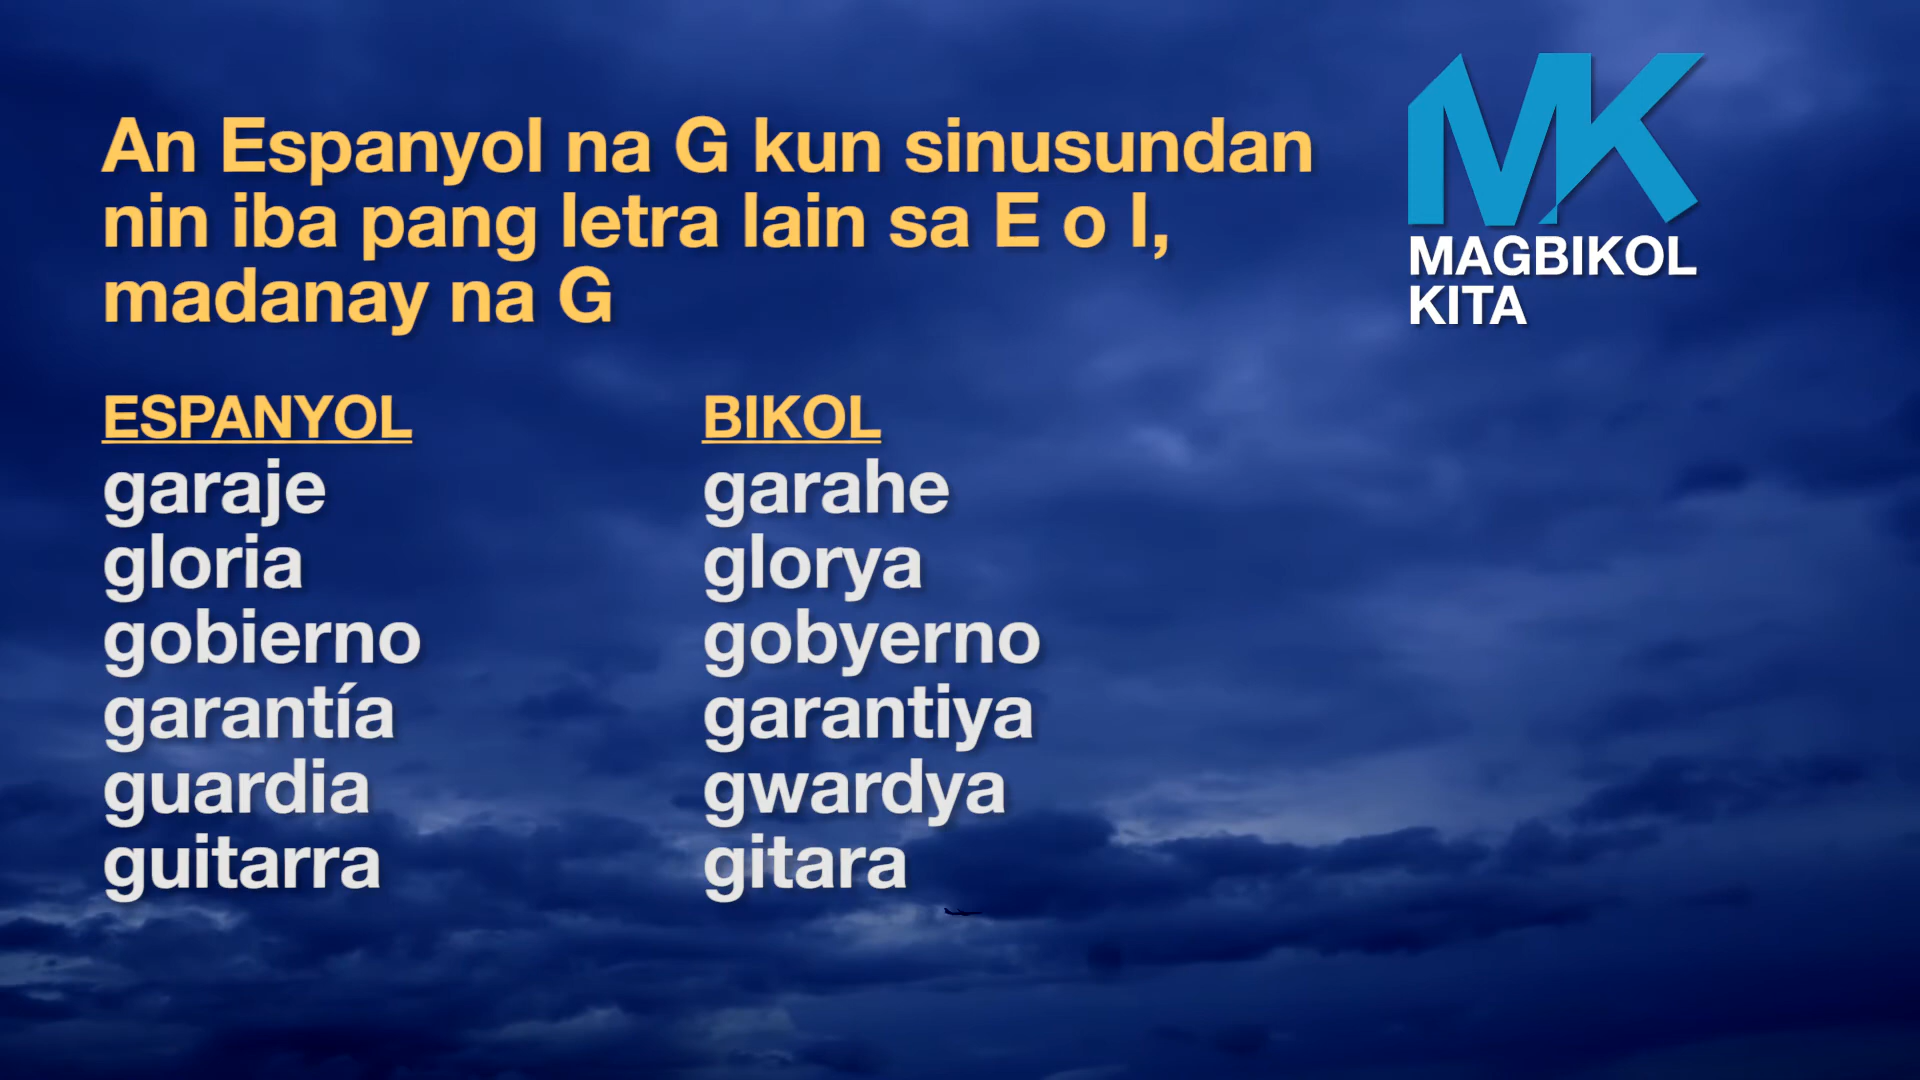 An Espanyol na G kun sinusundan
nin iba pang letra lain sa E o I,
madanay na G
MK
MAGBIKOL
KITA
ESPANYOL BIKOL
garaje garahe
gloria glorya
gobierno gobyerno
garantía garantiya
guardia gwardya
guitarra gitara